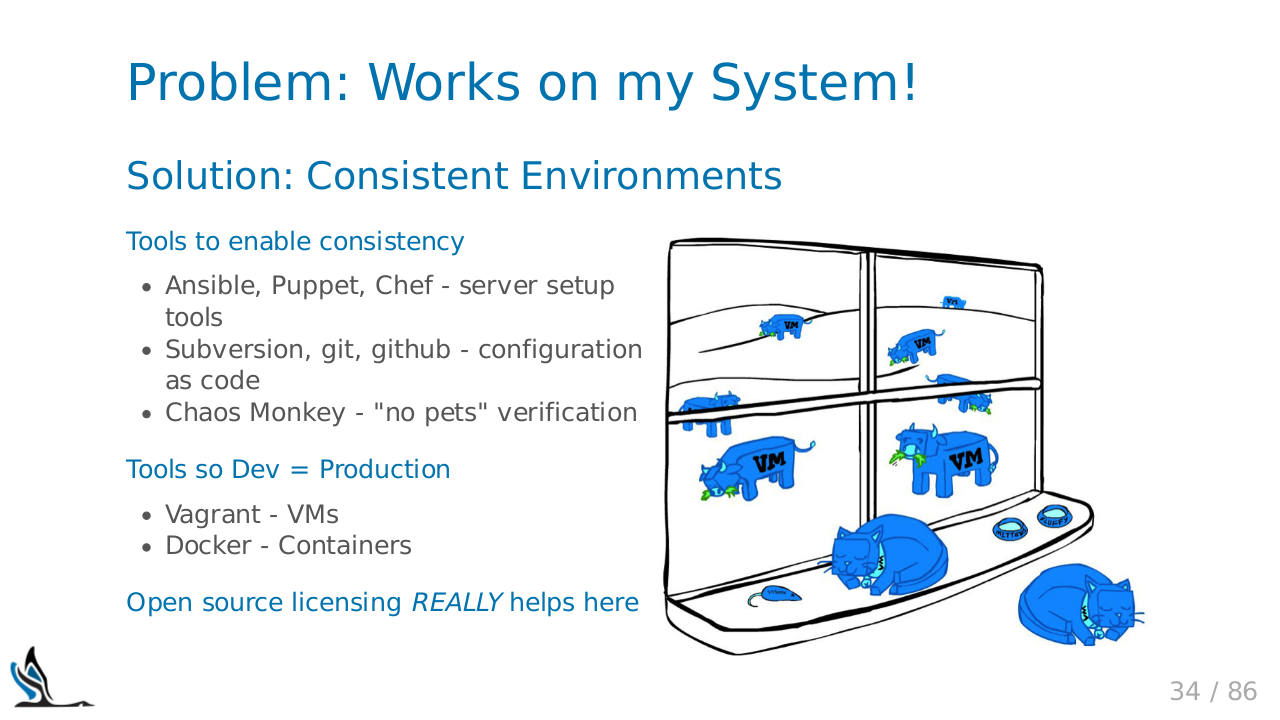 Problem: Works on my System!
Solution: Consistent Environments
Tools to enable consistency
Ansible, Puppet, Chef - server setup
tools
Subversion, git, github - configuration
as code
Chaos Monkey - "no pets" verification
Tools so Dev = Production
Vagrant - VMs
Docker - Containers
Open source licensing REALLY helps here
VM
VM
VM
VM
VM
FLUFFY
VM
VM
34 / 86